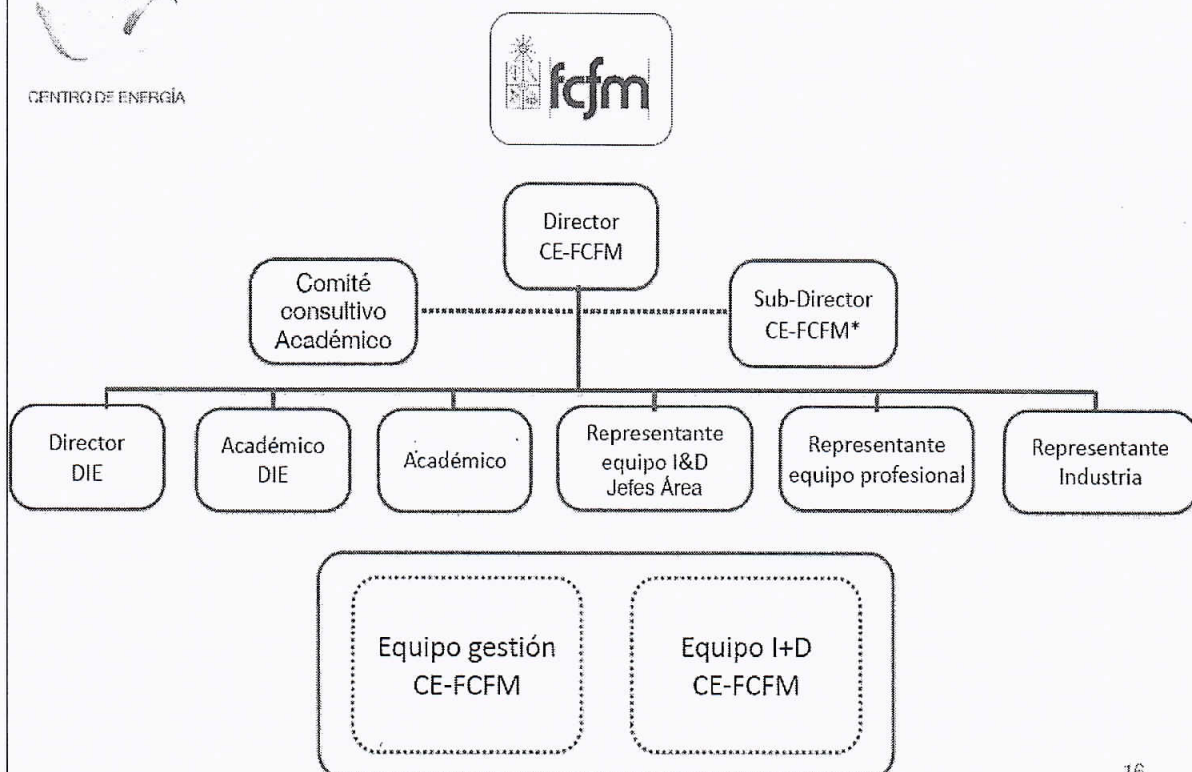 CENTRO DE ENERGÍA
fcfm
Director
CE-FCFM
Comité
consultivo
Académico
Sub-Director
CE-FCFM*
Director
DIE
Académico
DIE
Académico
Representante
equipo I&D
Jefes Área
Representante
equipo profesional
Representante
Industria
Equipo gestión
CE-FCFM
Equipo I+D
CE-FCFM
16